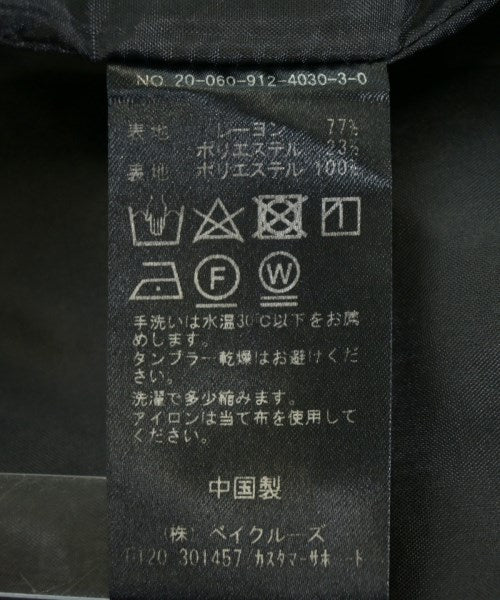 NO 20-060-912-4030-3-0
表地 レーヨン 77%
ポリエステル 23%
裏地 ポリエステル 100%
F W
手洗いは水温30℃以下をお薦
めします。
タンブラー乾燥はお避けくだ
さい。
洗濯で多少縮みます。
アイロンは当て布を使用して
ください。
中国製
(株) ベイクルーズ
0120 301457/カスタマーサポート